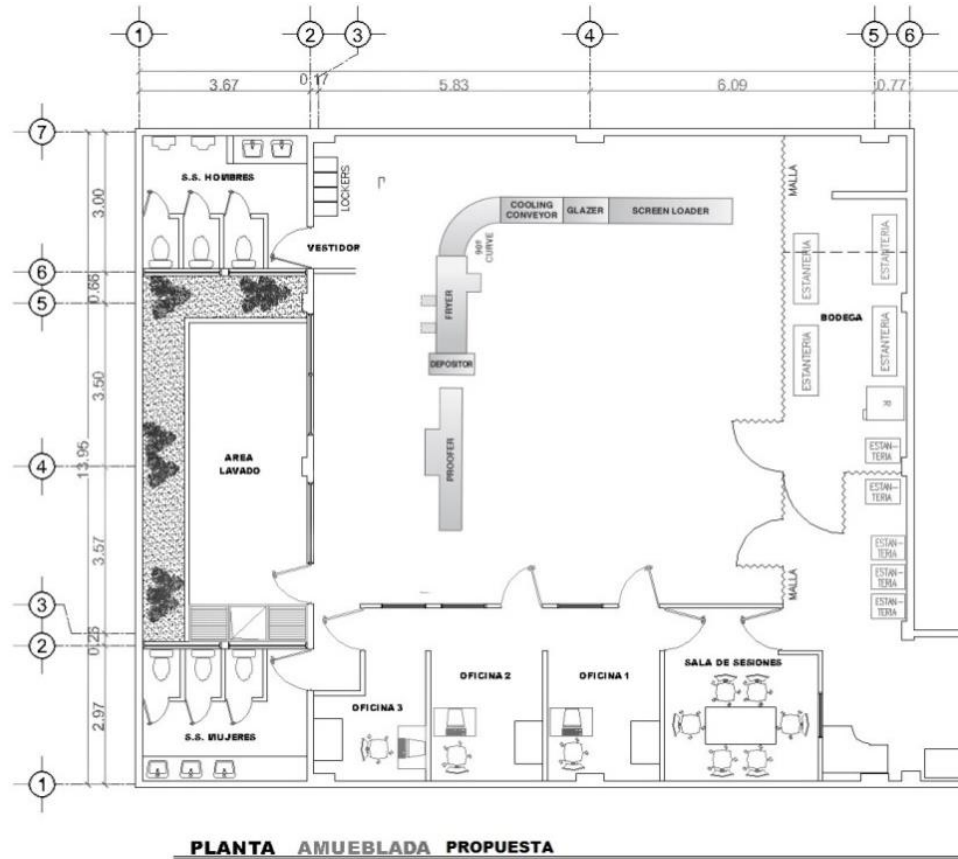 1
2
3
4
5
6
3.67
0.17
5.83
6.09
0.77
7
3.00
6
0.66
5
3.50
4
13.95
3.57
3
0.26
2
2.97
1
S.S. HOMBRES
LOCKERS
VESTIDOR
COOLING
CONVEYOR
GLAZER
SCREEN LOADER
CURVE
FRYER
DEPOSITOR
PROOFER
AREA
LAVADO
MALLA
ESTANTERIA
ESTANTERIA
BODEGA
ESTANTERIA
ESTANTERIA
ESTAN-
TERIA
ESTAN-
TERIA
ESTAN-
TERIA
ESTAN-
TERIA
ESTAN-
TERIA
MALLA
SALA DE SESIONES
OFICINA 1
OFICINA 2
OFICINA 3
S.S. MUJERES
PLANTA AMUEBLADA PROPUESTA